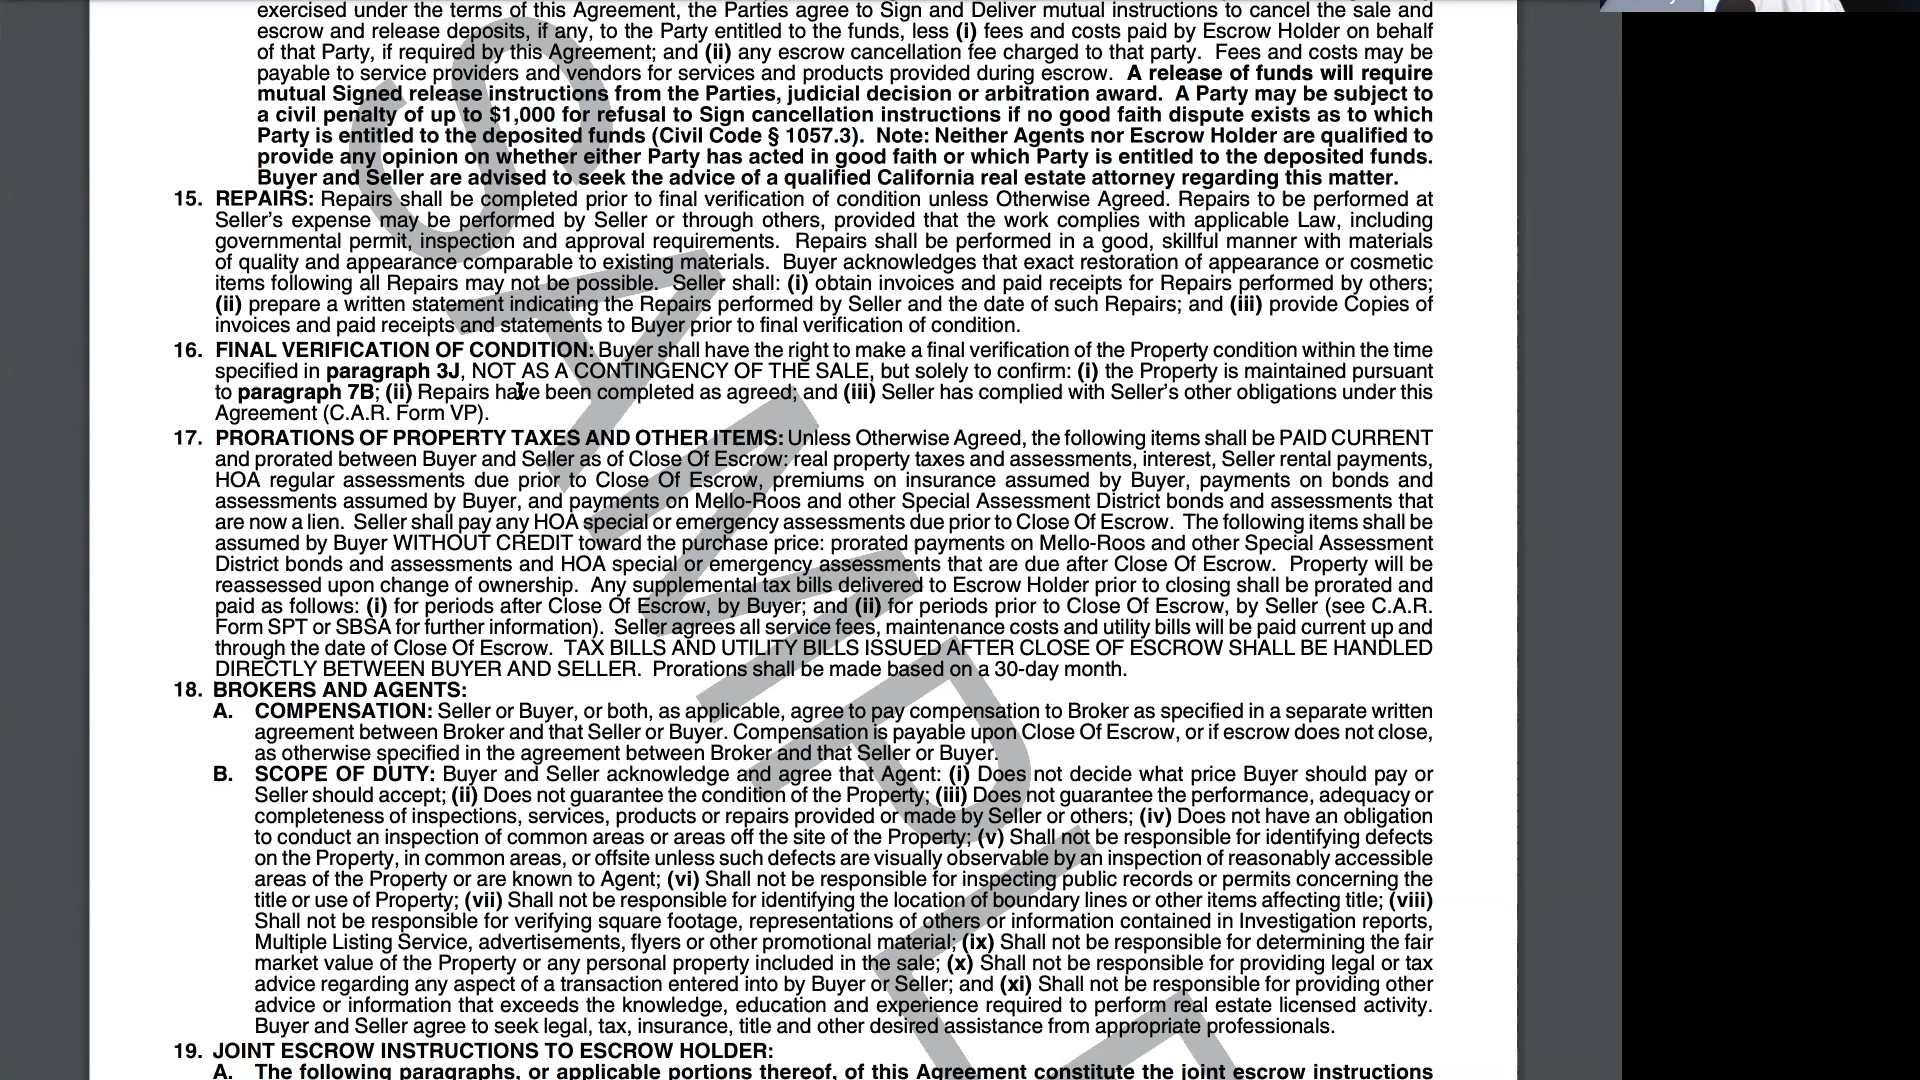 exercised under the terms of this Agreement, the Parties agree to Sign and Deliver mutual instructions to cancel the sale and
escrow and release deposits, if any, to the Party entitled to the funds, less (i) fees and costs paid by Escrow Holder on behalf
of that Party, if required by this Agreement; and (ii) any escrow cancellation fee charged to that party. Fees and costs may be
payable to service providers and vendors for services and products provided during escrow. A release of funds will require
mutual Signed release instructions from the Parties, judicial decision or arbitration award. A Party may be subject to
a civil penalty of up to $1,000 for refusal to Sign cancellation instructions if no good faith dispute exists as to which
Party is entitled to the deposited funds (Civil Code § 1057.3). Note: Neither Agents nor Escrow Holder are qualified to
provide any opinion on whether either Party has acted in good faith or which Party is entitled to the deposited funds.
Buyer and Seller are advised to seek the advice of a qualified California real estate attorney regarding this matter.
15. REPAIRS: Repairs shall be completed prior to final verification of condition unless Otherwise Agreed. Repairs to be performed at
Seller's expense may be performed by Seller or through others, provided that the work complies with applicable Law, including
governmental permit, inspection and approval requirements. Repairs shall be performed in a good, skillful manner with materials
of quality and appearance comparable to existing materials. Buyer acknowledges that exact restoration of appearance or cosmetic
items following all Repairs may not be possible. Seller shall: (i) obtain invoices and paid receipts for Repairs performed by others;
(ii) prepare a written statement indicating the Repairs performed by Seller and the date of such Repairs; and (iii) provide Copies of
invoices and paid receipts and statements to Buyer prior to final verification of condition.
16. FINAL VERIFICATION OF CONDITION: Buyer shall have the right to make a final verification of the Property condition within the time
specified in paragraph 3J, NOT AS A CONTINGENCY OF THE SALE, but solely to confirm: (i) the Property is maintained pursuant
to paragraph 7B; (ii) Repairs have been completed as agreed; and (iii) Seller has complied with Seller's other obligations under this
Agreement (C.A.R. Form VP).
17. PRORATIONS OF PROPERTY TAXES AND OTHER ITEMS: Unless Otherwise Agreed, the following items shall be PAID CURRENT
and prorated between Buyer and Seller as of Close Of Escrow: real property taxes and assessments, interest, Seller rental payments,
HOA regular assessments due prior to Close Of Escrow, premiums on insurance assumed by Buyer, payments on bonds and
assessments assumed by Buyer, and payments on Mello-Roos and other Special Assessment District bonds and assessments that
are now a lien. Seller shall pay any HOA special or emergency assessments due prior to Close Of Escrow. The following items shall be
assumed by Buyer WITHOUT CREDIT toward the purchase price: prorated payments on Mello-Roos and other Special Assessment
District bonds and assessments and HOA special or emergency assessments that are due after Close Of Escrow. Property will be
reassessed upon change of ownership. Any supplemental tax bills delivered to Escrow Holder prior to closing shall be prorated and
paid as follows: (i) for periods after Close Of Escrow, by Buyer; and (ii) for periods prior to Close Of Escrow, by Seller (see C.A.R.
Form SPT or SBSA for further information). Seller agrees all service fees, maintenance costs and utility bills will be paid current up and
through the date of Close Of Escrow. TAX BILLS AND UTILITY BILLS ISSUED AFTER CLOSE OF ESCROW SHALL BE HANDLED
DIRECTLY BETWEEN BUYER AND SELLER. Prorations shall be made based on a 30-day month.
18. BROKERS AND AGENTS:
A. COMPENSATION: Seller or Buyer, or both, as applicable, agree to pay compensation to Broker as specified in a separate written
agreement between Broker and that Seller or Buyer. Compensation is payable upon Close Of Escrow, or if escrow does not close,
as otherwise specified in the agreement between Broker and that Seller or Buyer.
B. SCOPE OF DUTY: Buyer and Seller acknowledge and agree that Agent: (i) Does not decide what price Buyer should pay or
Seller should accept; (ii) Does not guarantee the condition of the Property; (iii) Does not guarantee the performance, adequacy or
completeness of inspections, services, products or repairs provided or made by Seller or others; (iv) Does not have an obligation
to conduct an inspection of common areas or areas off the site of the Property; (v) Shall not be responsible for identifying defects
on the Property, in common areas, or offsite unless such defects are visually observable by an inspection of reasonably accessible
areas of the Property or are known to Agent; (vi) Shall not be responsible for inspecting public records or permits concerning the
title or use of Property; (vii) Shall not be responsible for identifying the location of boundary lines or other items affecting title; (viii)
Shall not be responsible for verifying square footage, representations of others or information contained in Investigation reports,
Multiple Listing Service, advertisements, flyers or other promotional material; (ix) Shall not be responsible for determining the fair
market value of the Property or any personal property included in the sale; (x) Shall not be responsible for providing legal or tax
advice regarding any aspect of a transaction entered into by Buyer or Seller; and (xi) Shall not be responsible for providing other
advice or information that exceeds the knowledge, education and experience required to perform real estate licensed activity.
Buyer and Seller agree to seek legal, tax, insurance, title and other desired assistance from appropriate professionals.
19. JOINT ESCROW INSTRUCTIONS TO ESCROW HOLDER:
A. The following paragraphs, or applicable portions thereof, of this Agreement constitute the joint escrow instructions
SAMPLE